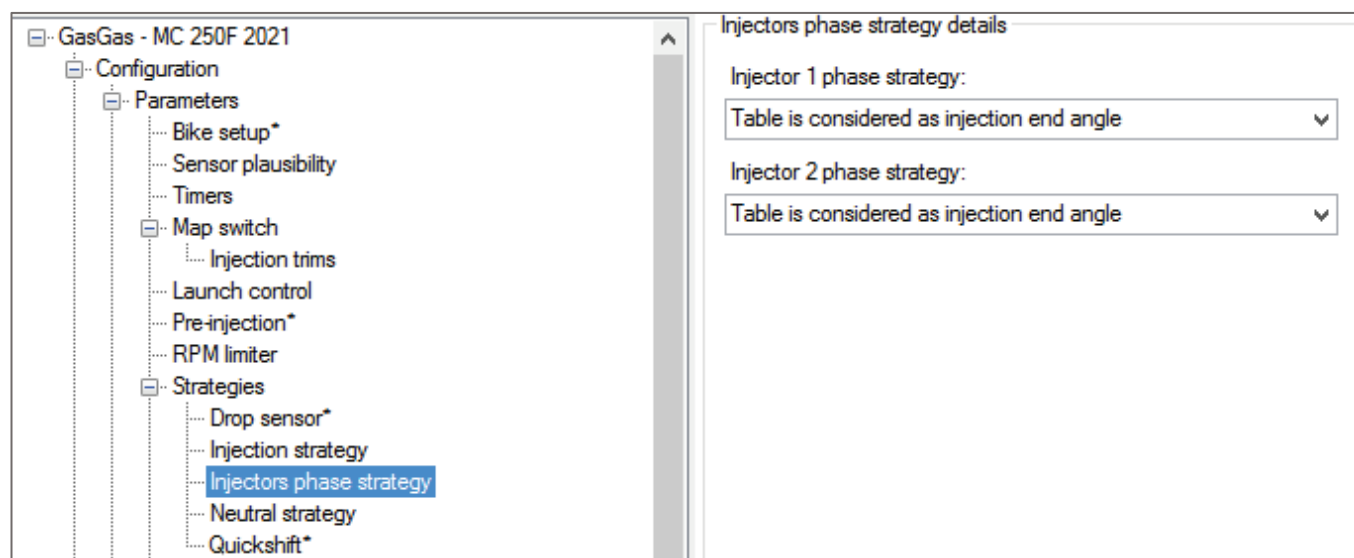 GasGas - MC 250F 2021
Configuration
Parameters
Bike setup*
Sensor plausibility
Timers
Map switch
Injection trims
Launch control
Pre-injection*
RPM limiter
Strategies
Drop sensor*
Injection strategy
Injectors phase strategy
Neutral strategy
Quickshift*
Injectors phase strategy details
Injector 1 phase strategy:
Table is considered as injection end angle
Injector 2 phase strategy:
Table is considered as injection end angle